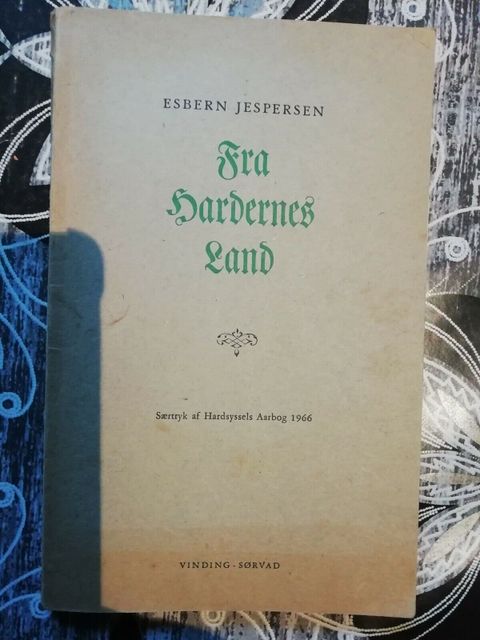 ESBERN JESPERSEN
Fra
Hardernes
Land
Særtryk af Hardsyssels Aarbog 1966
VINDING - SØRVAD